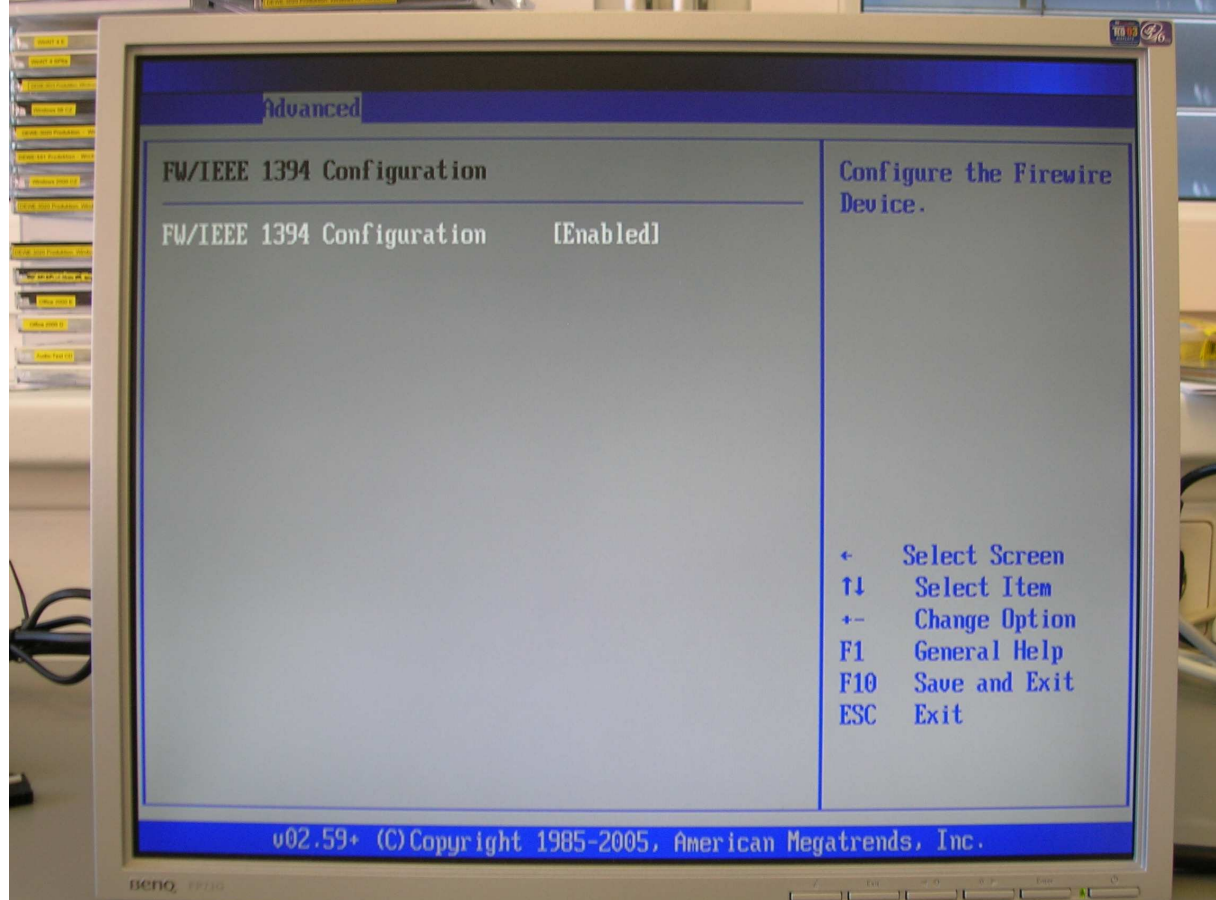 Advanced
FW/IEEE 1394 Configuration
FW/IEEE 1394 Configuration [Enabled]
Configure the Firewire
Device.
← Select Screen
↑↓ Select Item
+- Change Option
F1 General Help
F10 Save and Exit
ESC Exit
v02.59+ (C)Copyright 1985-2005, American Megatrends, Inc.
BenQ